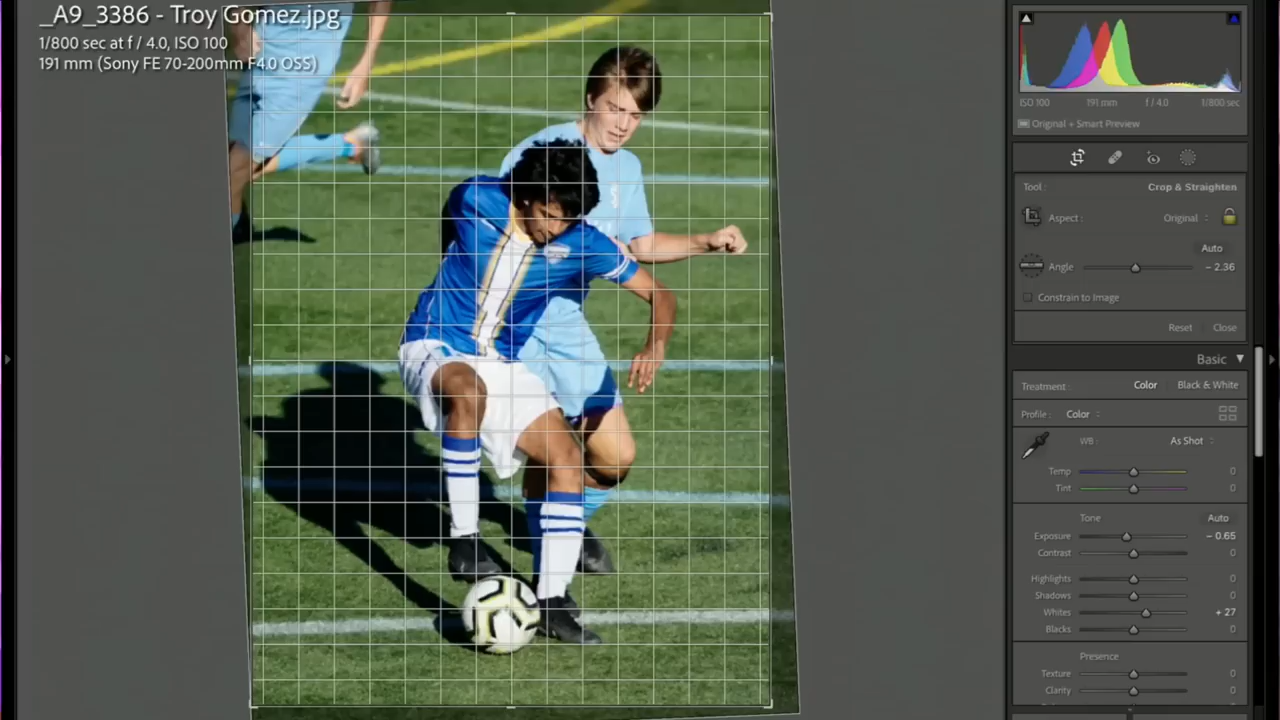 _A9_3386 - Troy Gomez.jpg
1/800 sec at f / 4.0, ISO 100
191 mm (Sony FE 70-200mm F4.0 OSS)
ISO 100 191 mm f / 4.0 1/800 sec
Original + Smart Preview
Tool : Crop & Straighten
Aspect : Original :
Auto
Angle - 2.36
Constrain to Image
Reset Close
Basic
Treatment : Color Black & White
Profile : Color :
WB : As Shot :
Temp 0
Tint 0
Tone Auto
Exposure - 0.65
Contrast 0
Highlights 0
Shadows 0
Whites + 27
Blacks 0
Presence
Texture 0
Clarity 0